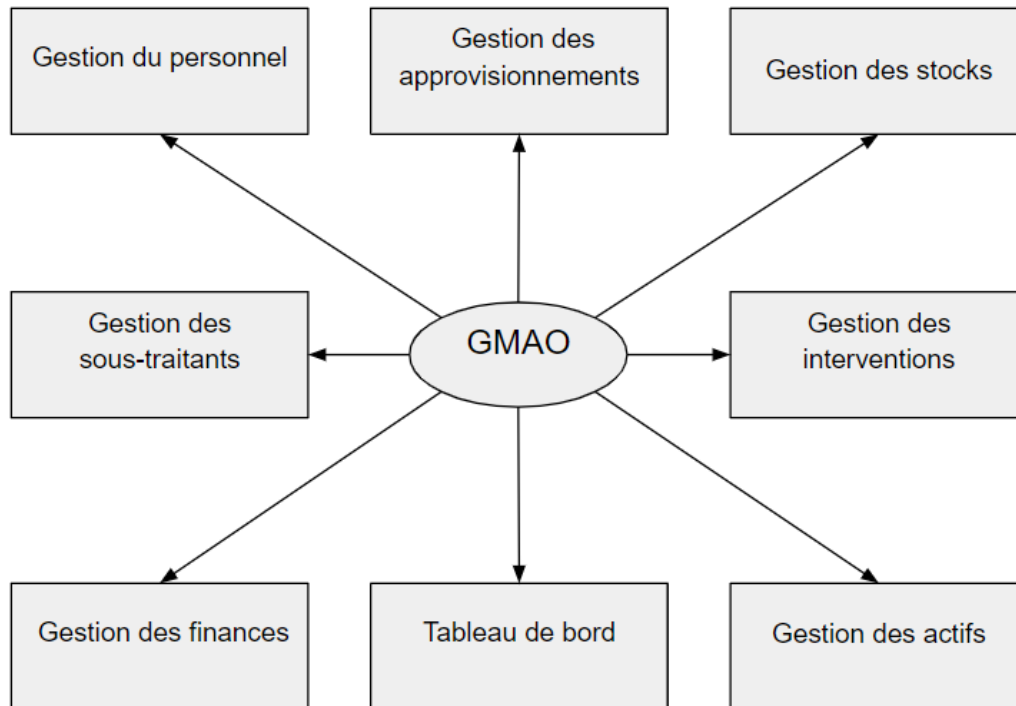 Gestion du personnel
Gestion des
approvisionnements
Gestion des stocks
Gestion des
sous-traitants
GMAO
Gestion des
interventions
Gestion des finances
Tableau de bord
Gestion des actifs